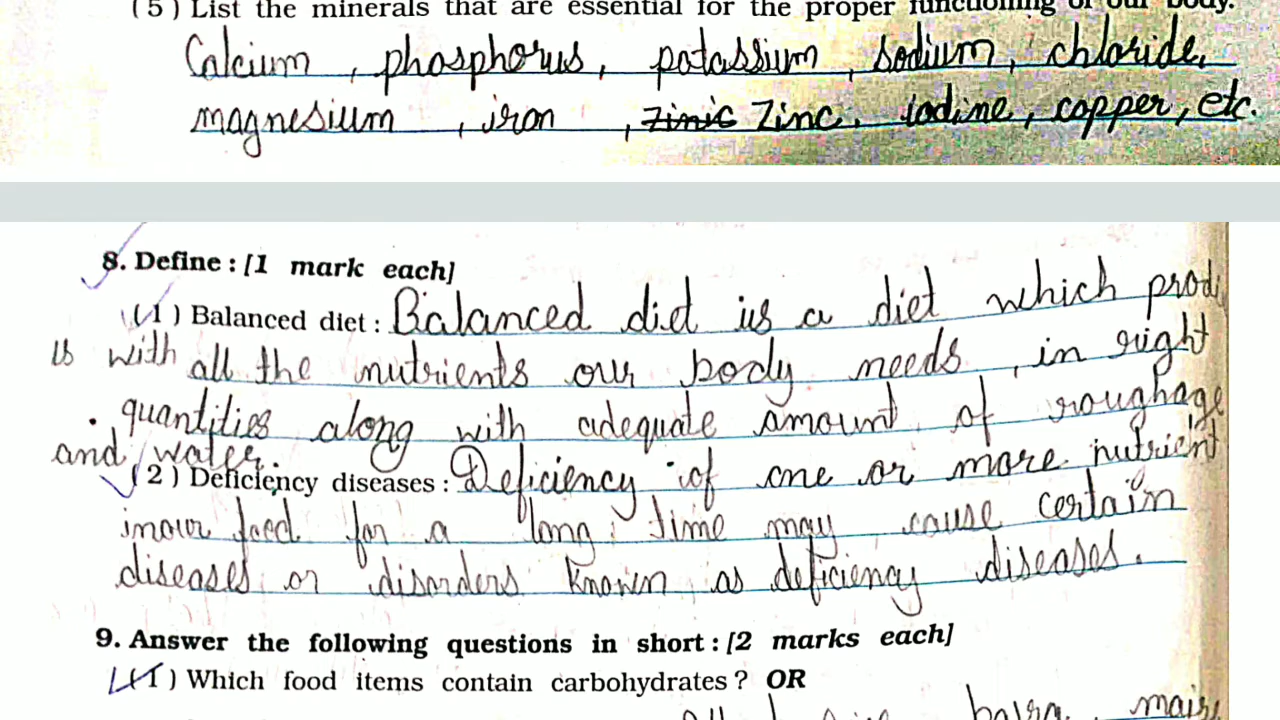 (5) List the minerals that are essential for the proper functioning of our body.
Calcium, phosphorus, potassium, sodium, chloride,
magnesium, iron, zinic Zinc, iodine, copper, etc.
8. Define : [1 mark each]
(1) Balanced diet : Balanced diet is a diet which
is with all the nutrients our body needs, in right
quantities along with adequate amount of roughage
and water.
(2) Deficiency diseases : Deficiency of one or more nutrient
in our food for a long time may cause certain
diseases or disorders known as deficiency diseases.
9. Answer the following questions in short : [2 marks each]
(1) Which food items contain carbohydrates? OR
bajra,